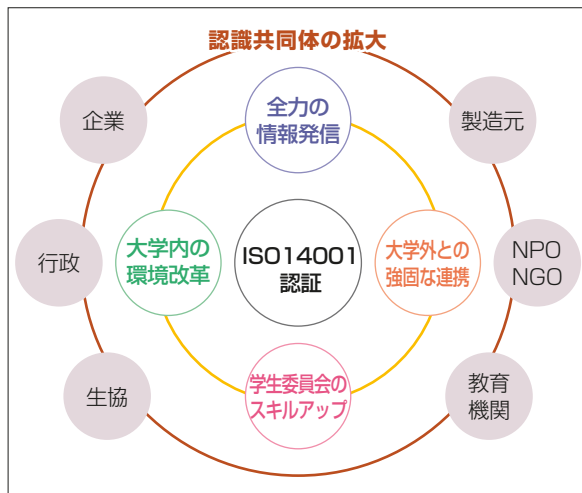 認識共同体の拡大
全力の
情報発信
企業
製造元
大学内の
環境改革
ISO14001
認証
大学外との
強固な連携
行政
NPO
NGO
学生委員会の
スキルアップ
生協
教育
機関